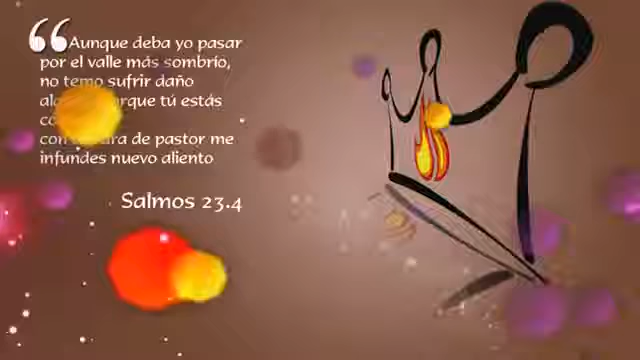 “Aunque deba yo pasar
por el valle más sombrío,
no temo sufrir daño
tú estás
de pastor me
infundes nuevo aliento
Salmos 23.4